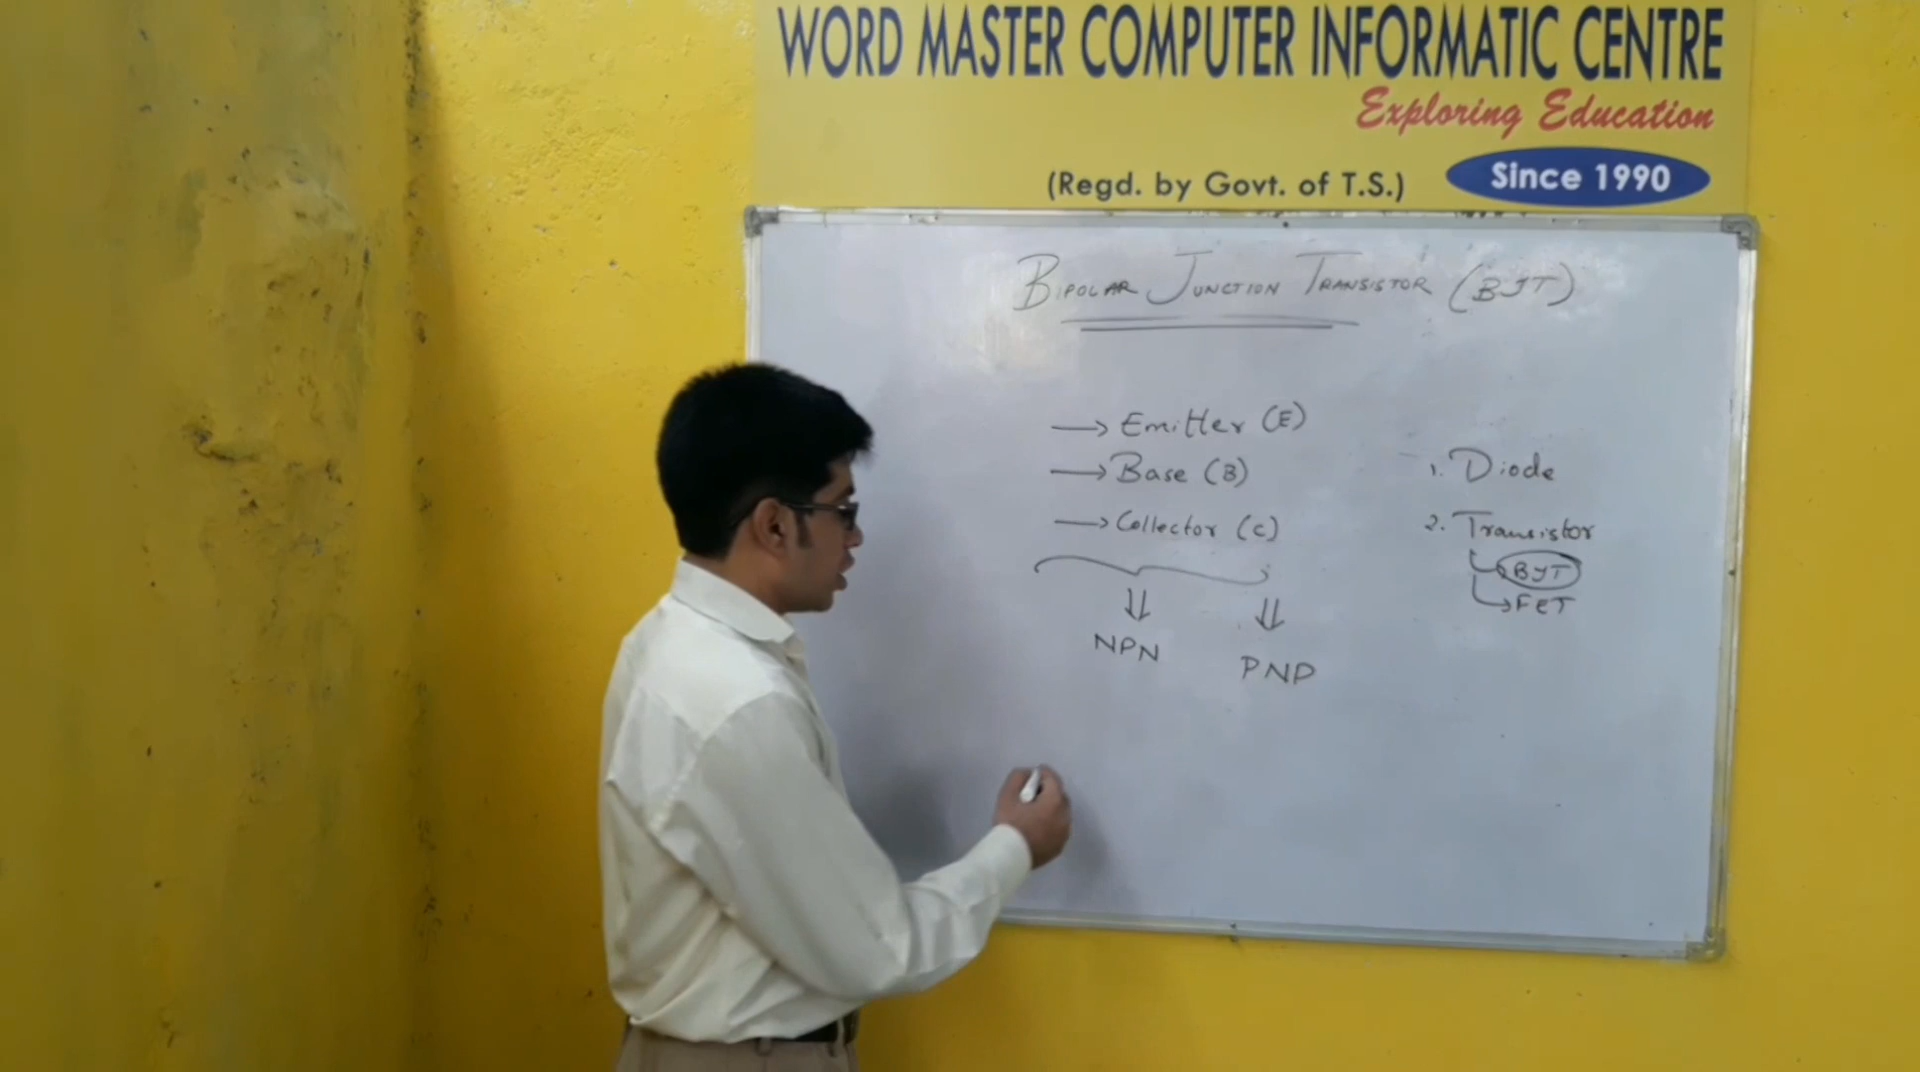 WORD MASTER COMPUTER INFORMATIC CENTRE
Exploring Education
(Regd. by Govt. of T.S.)
Since 1990
BIPOLAR JUNCTION TRANSISTOR (BJT)
→ Emitter (E)
→ Base (B)
→ Collector (C)
NPN
PNP
1. Diode
2. Transistor
BJT
FET